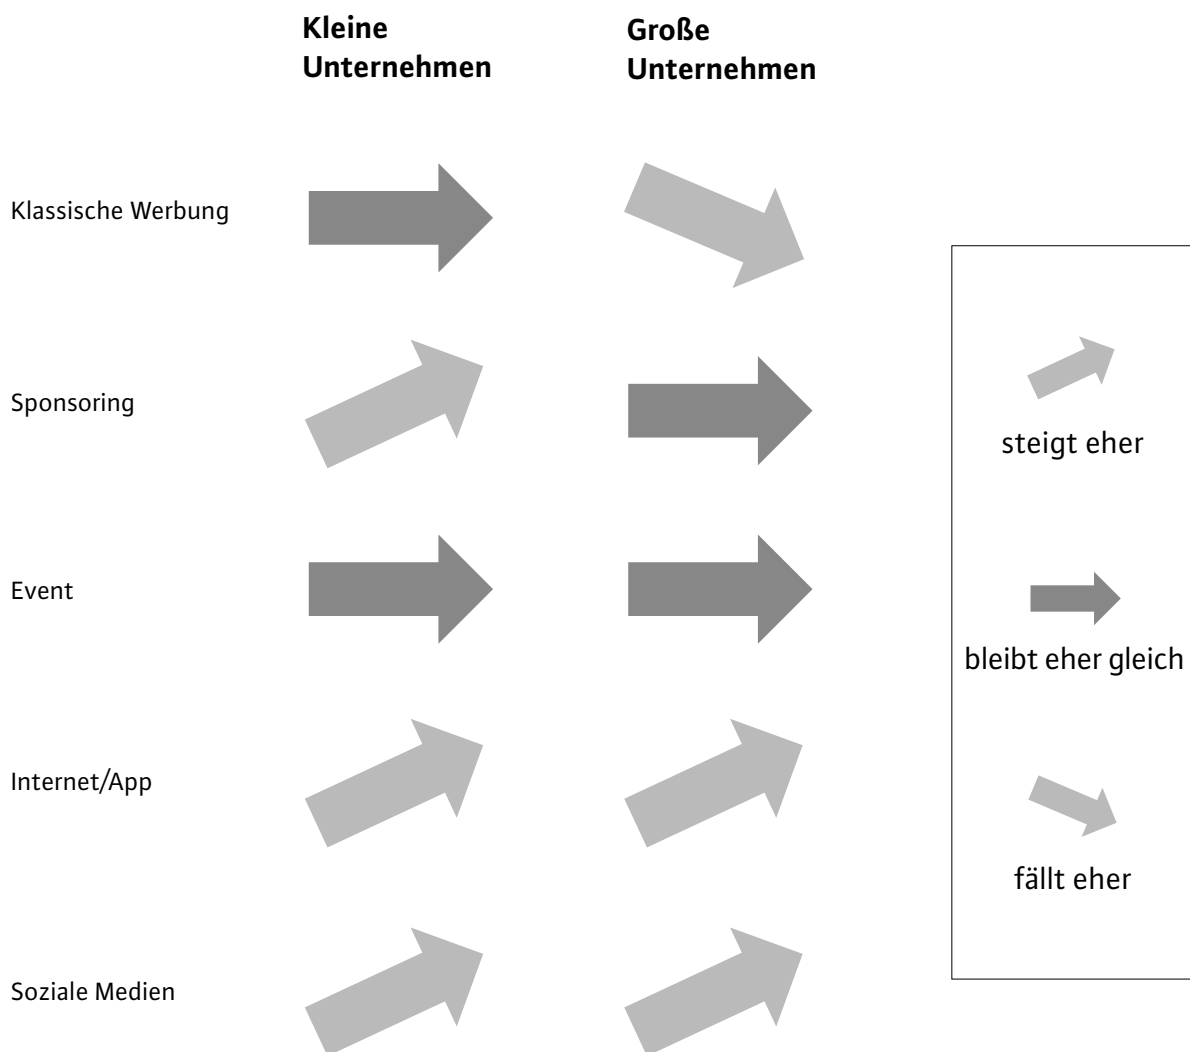 Kleine
Unternehmen
Große
Unternehmen
Klassische Werbung
Sponsoring
Event
Internet/App
Soziale Medien
steigt eher
bleibt eher gleich
fällt eher